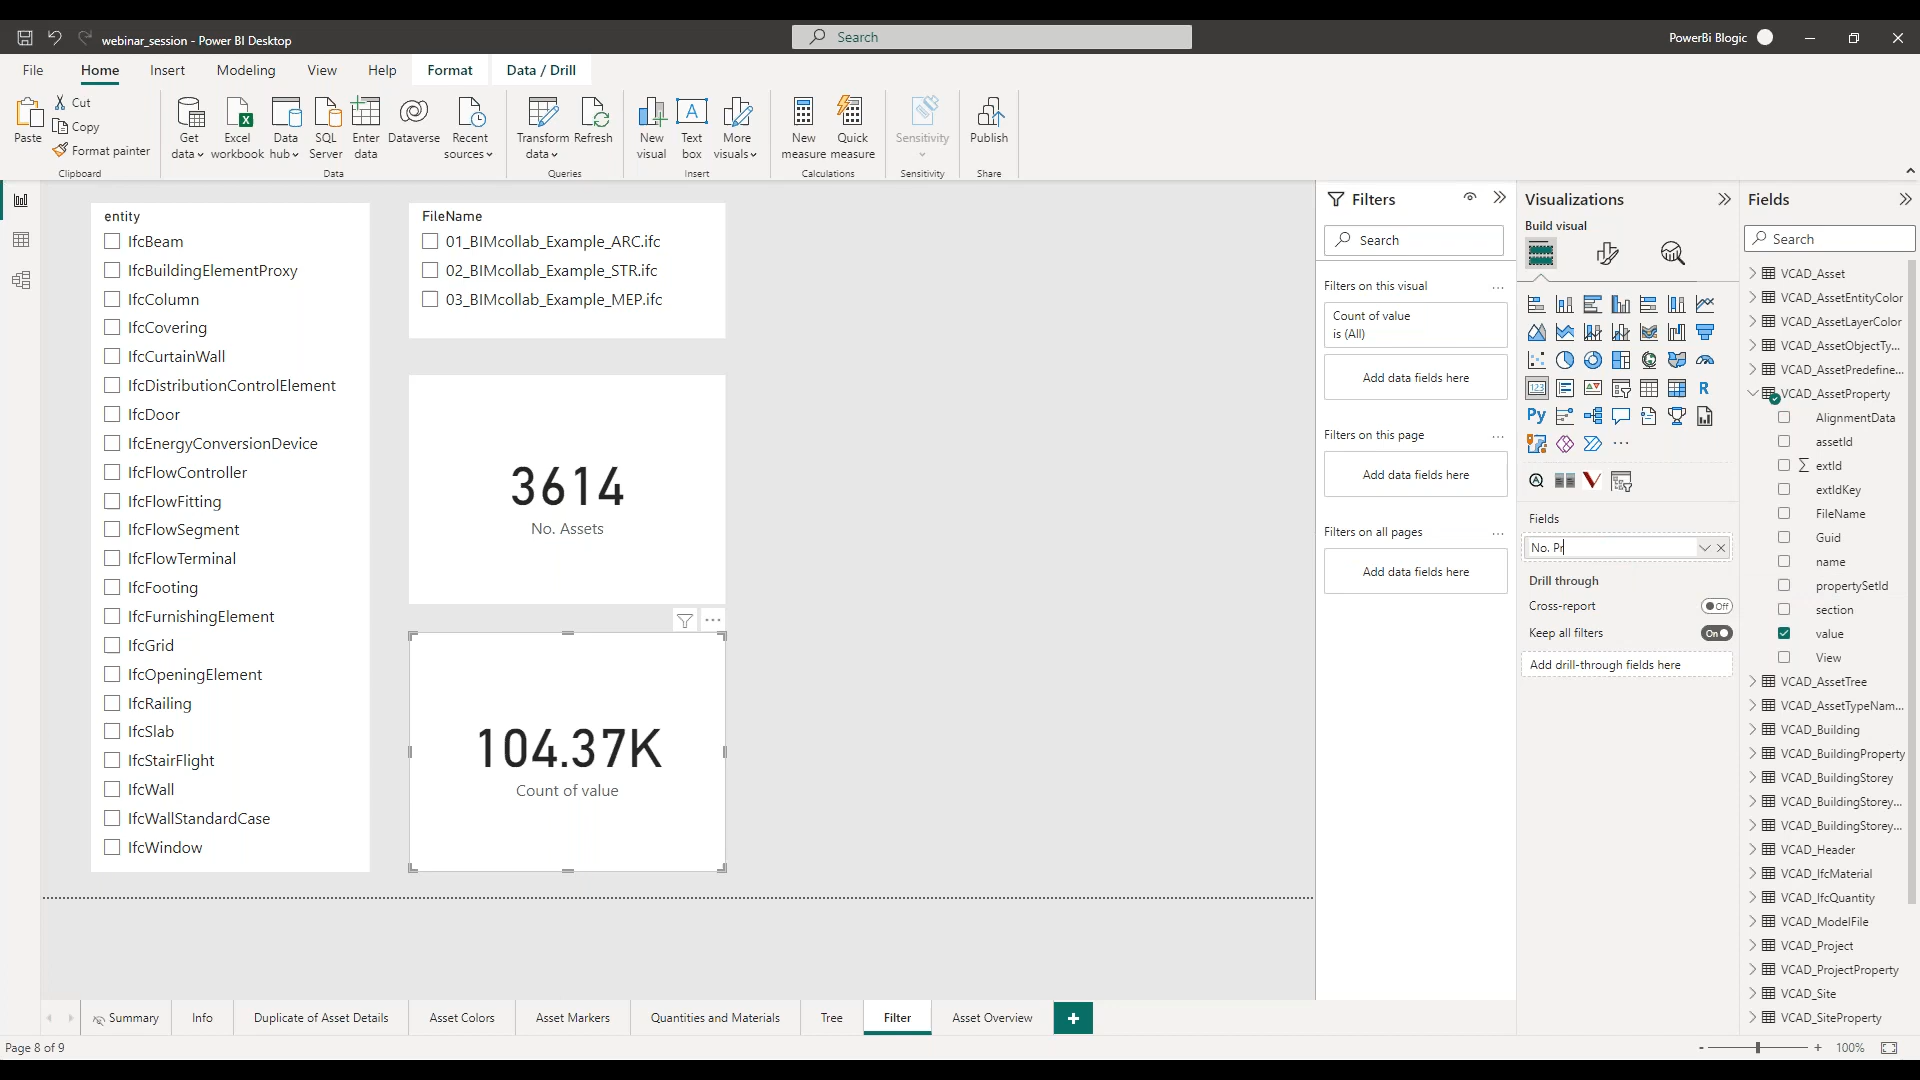 webinar_session - Power BI Desktop
Search
PowerBi Blogic
File
Home
Insert
Modeling
View
Help
Format
Data / Drill
Paste
Cut
Copy
Format painter
Clipboard
Get data
Excel workbook
Data hub
SQL Server
Enter data
Dataverse
Recent sources
Data
Transform data
Refresh
Queries
New visual
Text box
More visuals
Insert
New measure
Quick measure
Calculations
Sensitivity
Sensitivity
Publish
Share
entity
IfcBeam
IfcBuildingElementProxy
IfcColumn
IfcCovering
IfcCurtainWall
IfcDistributionControlElement
IfcDoor
IfcEnergyConversionDevice
IfcFlowController
IfcFlowFitting
IfcFlowSegment
IfcFlowTerminal
IfcFooting
IfcFurnishingElement
IfcGrid
IfcOpeningElement
IfcRailing
IfcSlab
IfcStairFlight
IfcWall
IfcWallStandardCase
IfcWindow
FileName
01_BIMcollab_Example_ARC.ifc
02_BIMcollab_Example_STR.ifc
03_BIMcollab_Example_MEP.ifc
3614
No. Assets
104.37K
Count of value
Filters
Search
Filters on this visual
...
Count of value
is (All)
Add data fields here
Filters on this page
...
Add data fields here
Filters on all pages
...
Add data fields here
Visualizations
Build visual
123
R
Py
...
Fields
No. Pr
Drill through
Cross-report
Off
Keep all filters
On
Add drill-through fields here
Fields
Search
VCAD_Asset
VCAD_AssetEntityColor
VCAD_AssetLayerColor
VCAD_AssetObjectTy...
VCAD_AssetPredefine...
VCAD_AssetProperty
AlignmentData
assetId
∑ extId
extIdKey
FileName
Guid
name
propertySetId
section
value
View
VCAD_AssetTree
VCAD_AssetTypeNam...
VCAD_Building
VCAD_BuildingProperty
VCAD_BuildingStorey
VCAD_BuildingStorey...
VCAD_BuildingStorey...
VCAD_Header
VCAD_IfcMaterial
VCAD_IfcQuantity
VCAD_ModelFile
VCAD_Project
VCAD_ProjectProperty
VCAD_Site
VCAD_SiteProperty
Summary
Info
Duplicate of Asset Details
Asset Colors
Asset Markers
Quantities and Materials
Tree
Filter
Asset Overview
+
Page 8 of 9
- + 100%